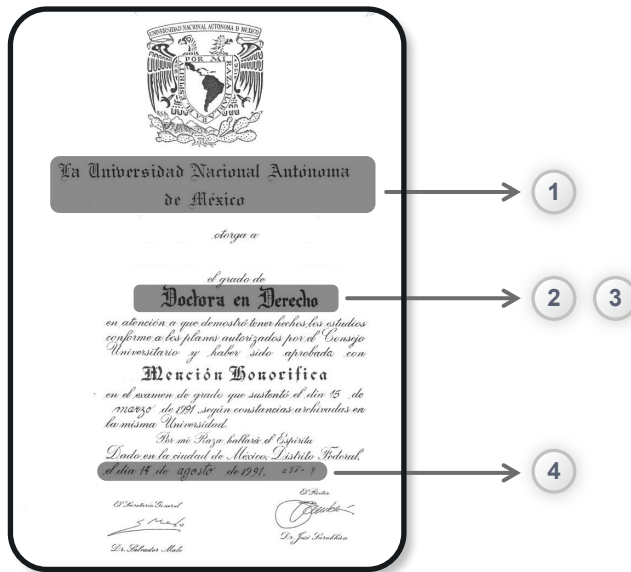 UNIVERSIDAD NACIONAL AUTONOMA D MEXICO
POR MI RAZA HABLARA EL ESPIRITU
La Universidad Nacional Autónoma
de México
otorga a
el grado de
Doctora en Derecho
en atención a que demostró tener hechos los estudios
conforme a los planes autorizados por el Consejo
Universitario y haber sido aprobada con
Mención Honorífica
en el examen de grado que sustentó el día 15 de
marzo de 1991, según constancias archivadas en
la misma Universidad.
Por mi Raza hablará el Espíritu
Dada en la ciudad de México, Distrito Federal,
el día 14 de agosto de 1991.
El Secretario General
El Rector
Dr. Salvador Malo
Dr. José Sarukhán
1
2 3
4